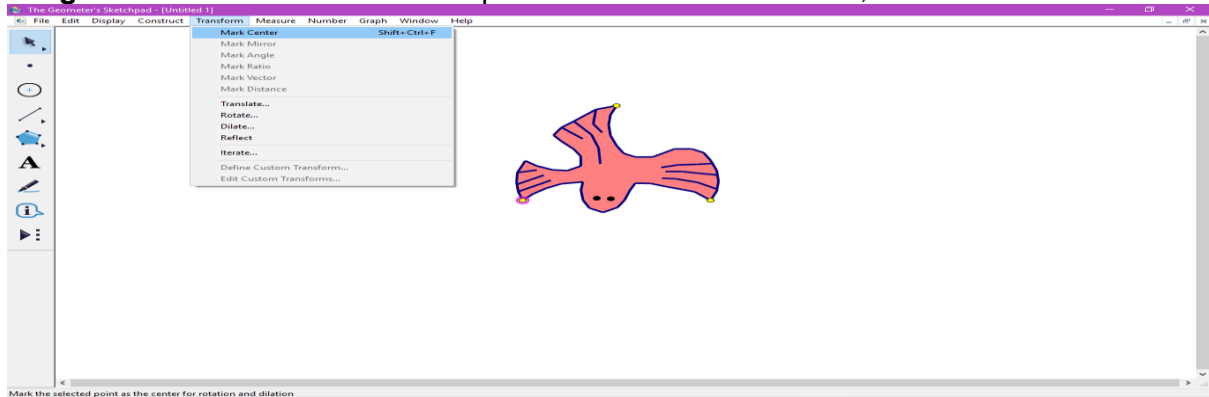 The Geometer's Sketchpad - [Untitled 1]
File Edit Display Construct Transform Measure Number Graph Window Help
Mark Center Shift+Ctrl+F
Mark Mirror
Mark Angle
Mark Ratio
Mark Vector
Mark Distance
Translate...
Rotate...
Dilate...
Reflect
Iterate...
Define Custom Transform...
Edit Custom Transforms...
A
Mark the selected point as the center for rotation and dilation